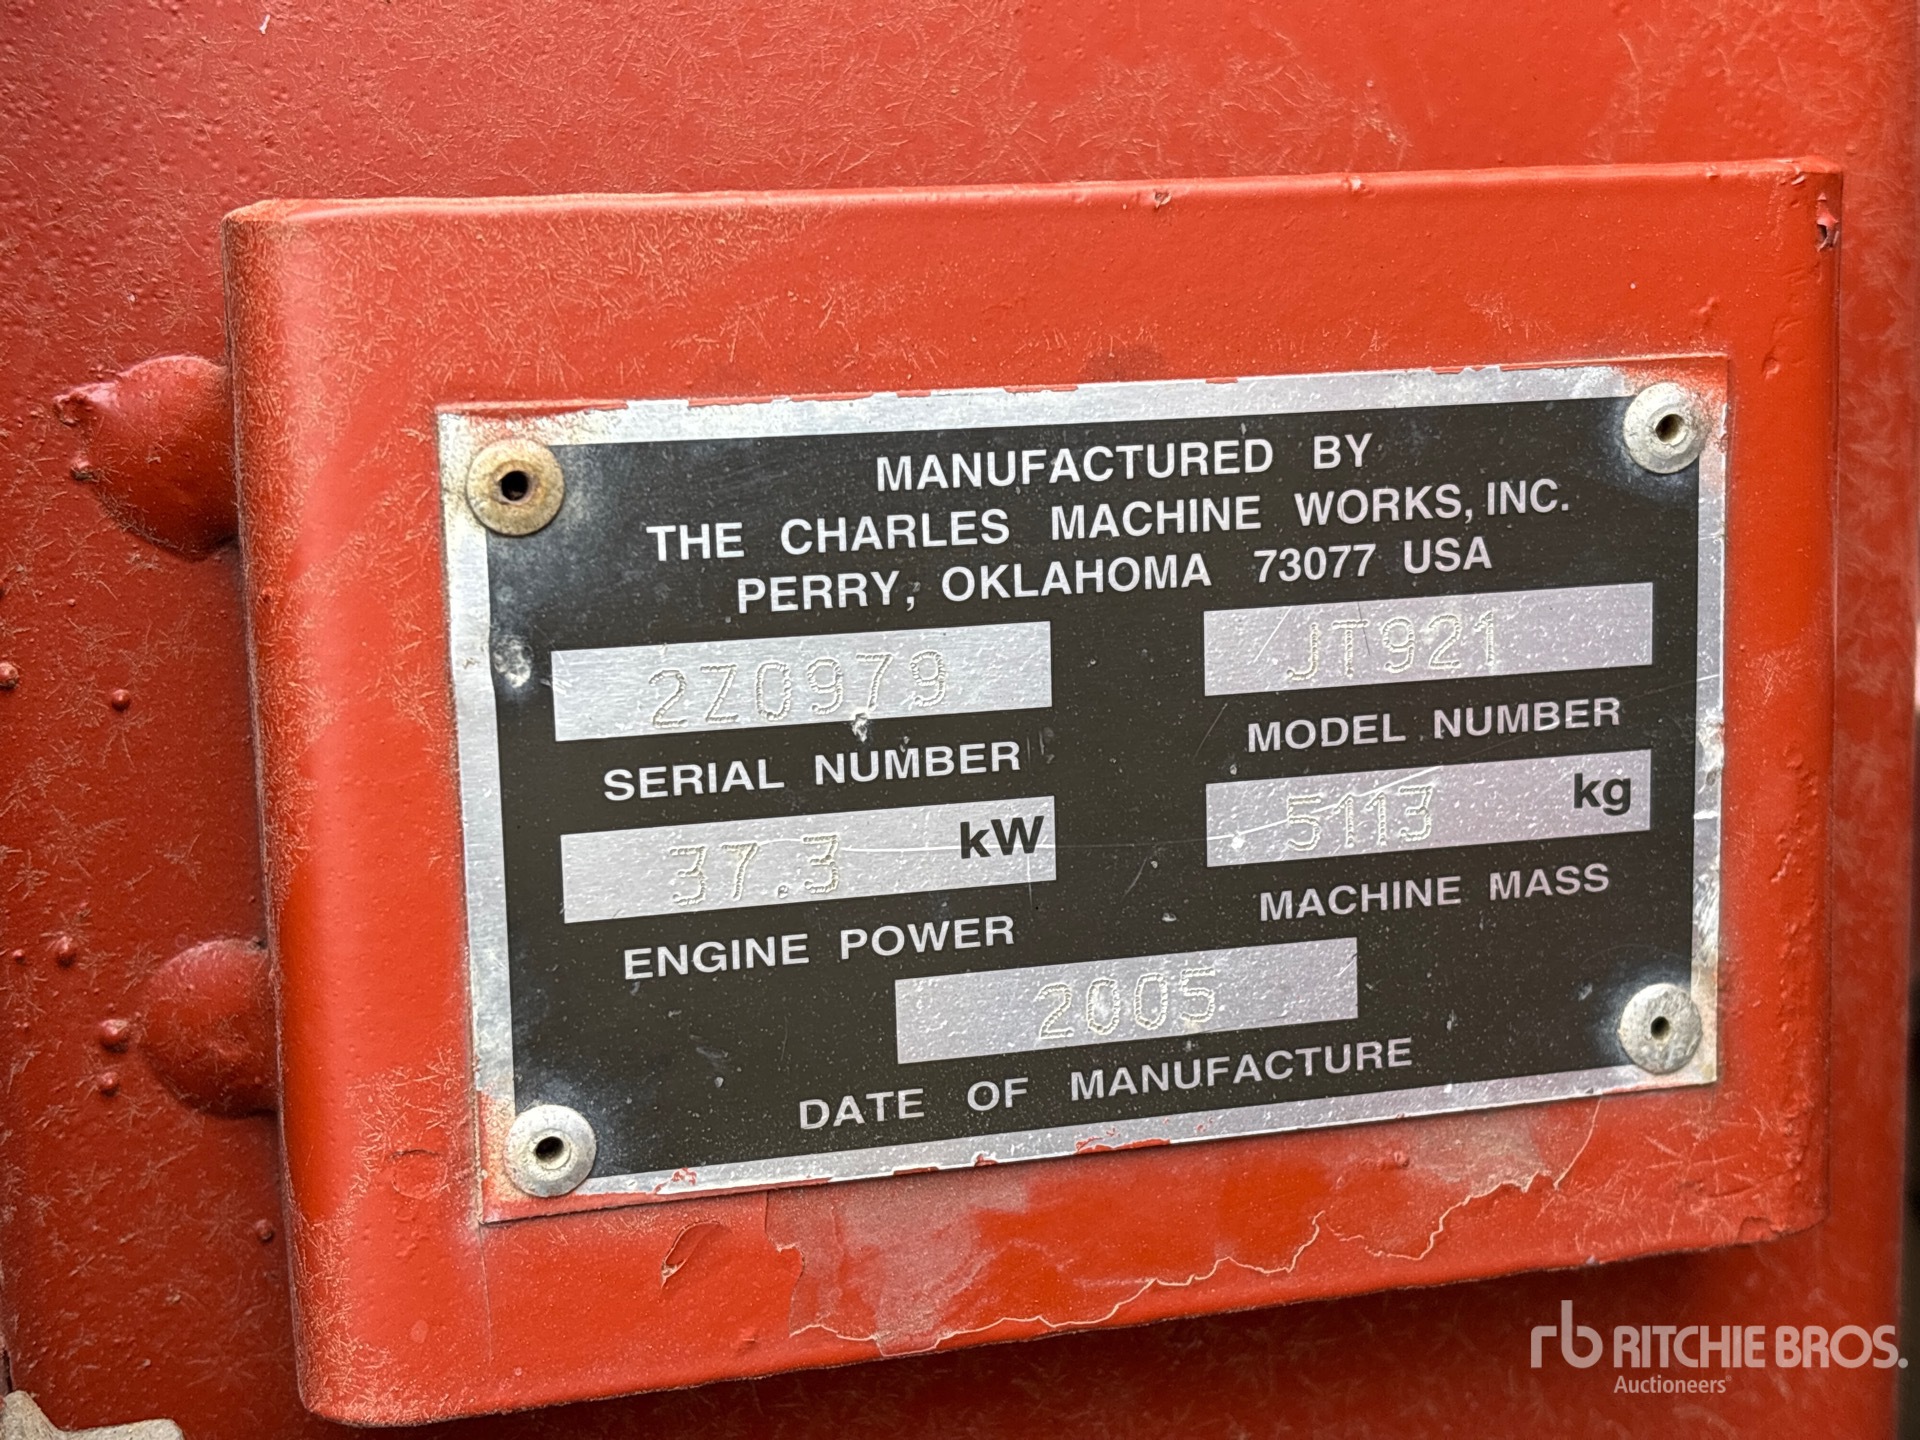 MANUFACTURED BY
THE CHARLES MACHINE WORKS, INC.
PERRY, OKLAHOMA 73077 USA
2Z0979
SERIAL NUMBER
JT921
MODEL NUMBER
37.3 kW
ENGINE POWER
5113 kg
MACHINE MASS
2005
DATE OF MANUFACTURE
rb RITCHIE BROS.
Auctioneers